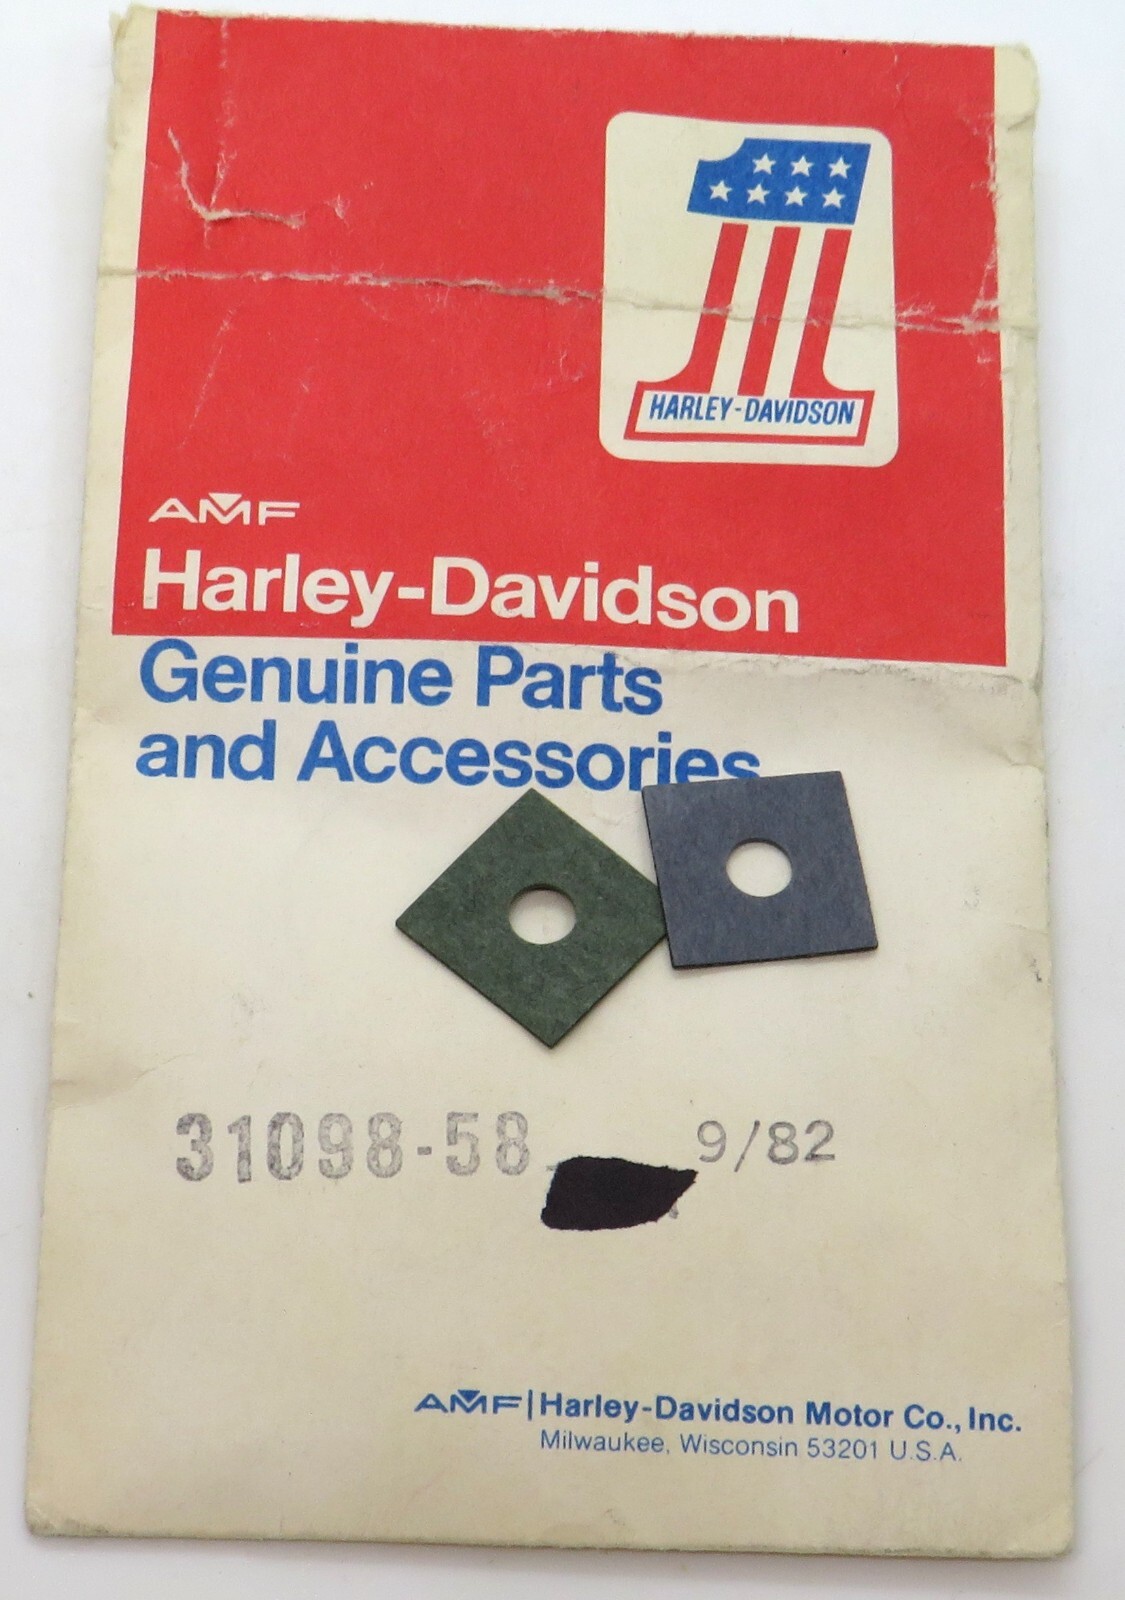 HARLEY-DAVIDSON
AMF
Harley-Davidson
Genuine Parts
and Accessories
31098-58 9/82
AMF | Harley-Davidson Motor Co., Inc.
Milwaukee, Wisconsin 53201 U.S.A.